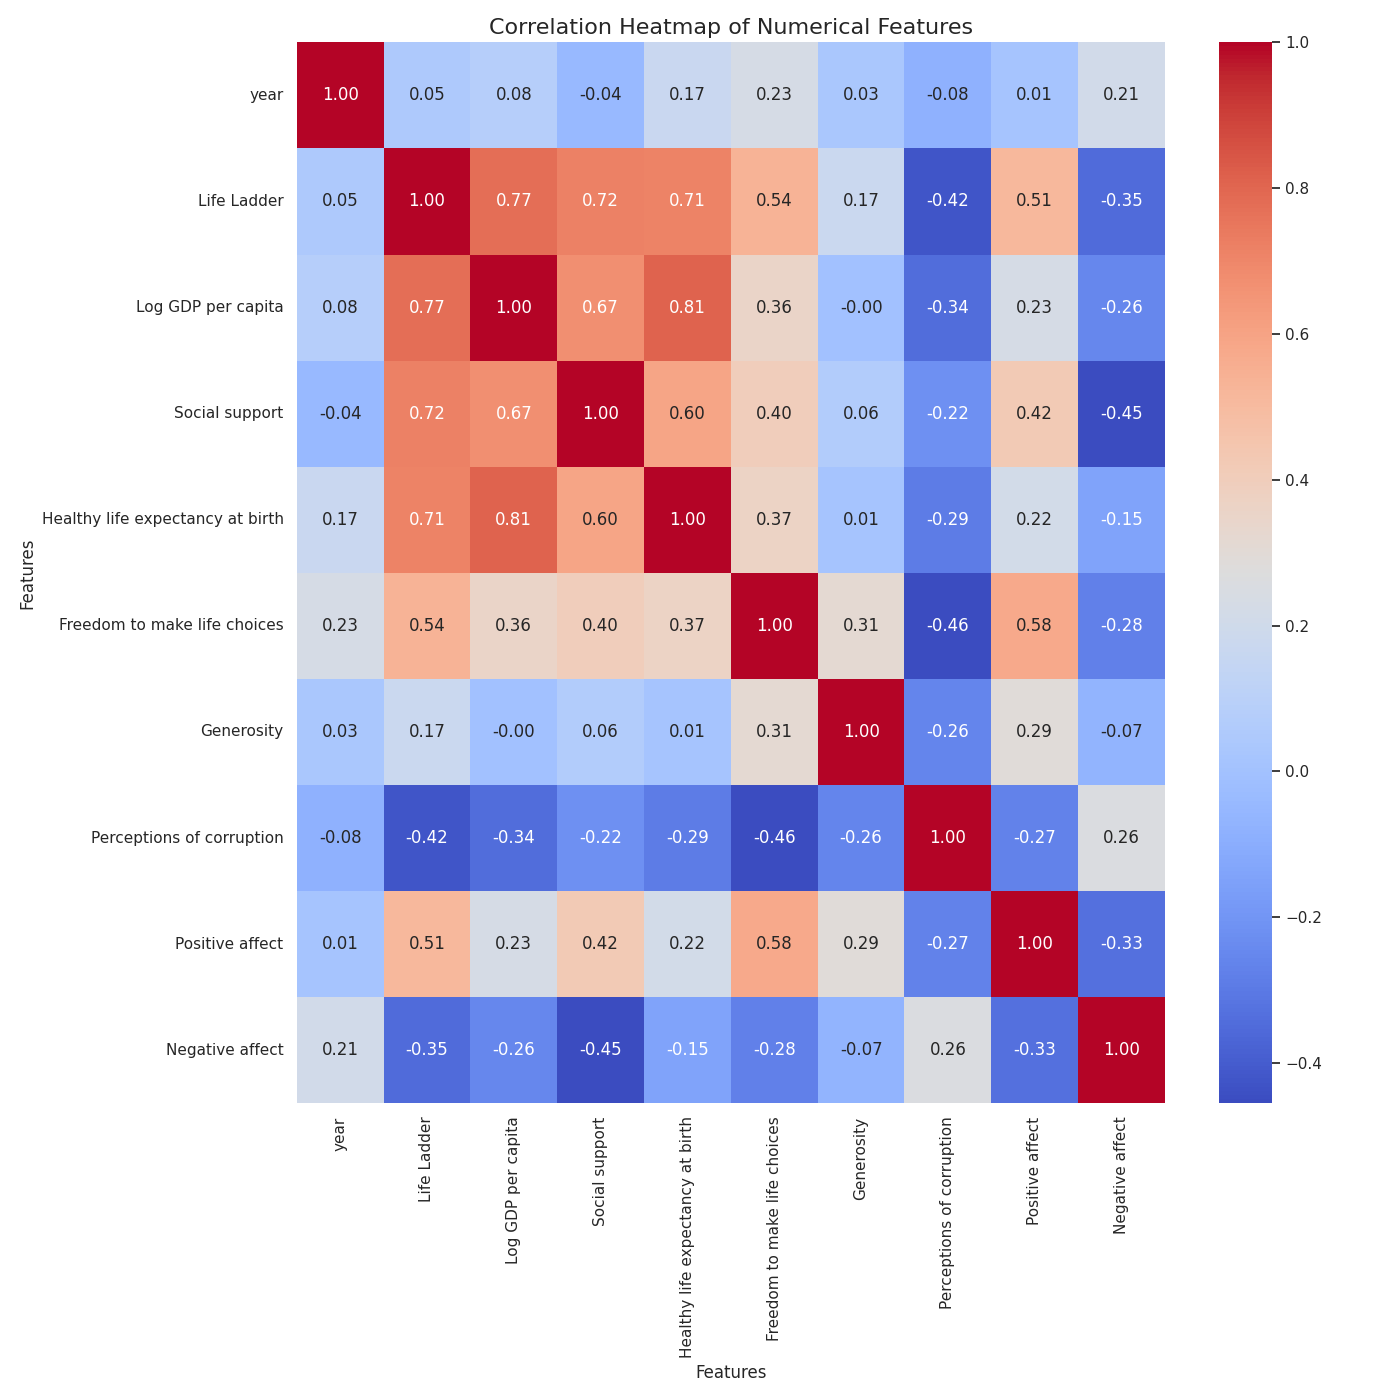 Correlation Heatmap of Numerical Features
year 1.00 0.05 0.08 -0.04 0.17 0.23 0.03 -0.08 0.01 0.21
Life Ladder 0.05 1.00 0.77 0.72 0.71 0.54 0.17 -0.42 0.51 -0.35
Log GDP per capita 0.08 0.77 1.00 0.67 0.81 0.36 -0.00 -0.34 0.23 -0.26
Social support -0.04 0.72 0.67 1.00 0.60 0.40 0.06 -0.22 0.42 -0.45
Healthy life expectancy at birth 0.17 0.71 0.81 0.60 1.00 0.37 0.01 -0.29 0.22 -0.15
Freedom to make life choices 0.23 0.54 0.36 0.40 0.37 1.00 0.31 -0.46 0.58 -0.28
Generosity 0.03 0.17 -0.00 0.06 0.01 0.31 1.00 -0.26 0.29 -0.07
Perceptions of corruption -0.08 -0.42 -0.34 -0.22 -0.29 -0.46 -0.26 1.00 -0.27 0.26
Positive affect 0.01 0.51 0.23 0.42 0.22 0.58 0.29 -0.27 1.00 -0.33
Negative affect 0.21 -0.35 -0.26 -0.45 -0.15 -0.28 -0.07 0.26 -0.33 1.00
Features
year
Life Ladder
Log GDP per capita
Social support
Healthy life expectancy at birth
Freedom to make life choices
Generosity
Perceptions of corruption
Positive affect
Negative affect
Features
1.0
0.8
0.6
0.4
0.2
0.0
−0.2
−0.4